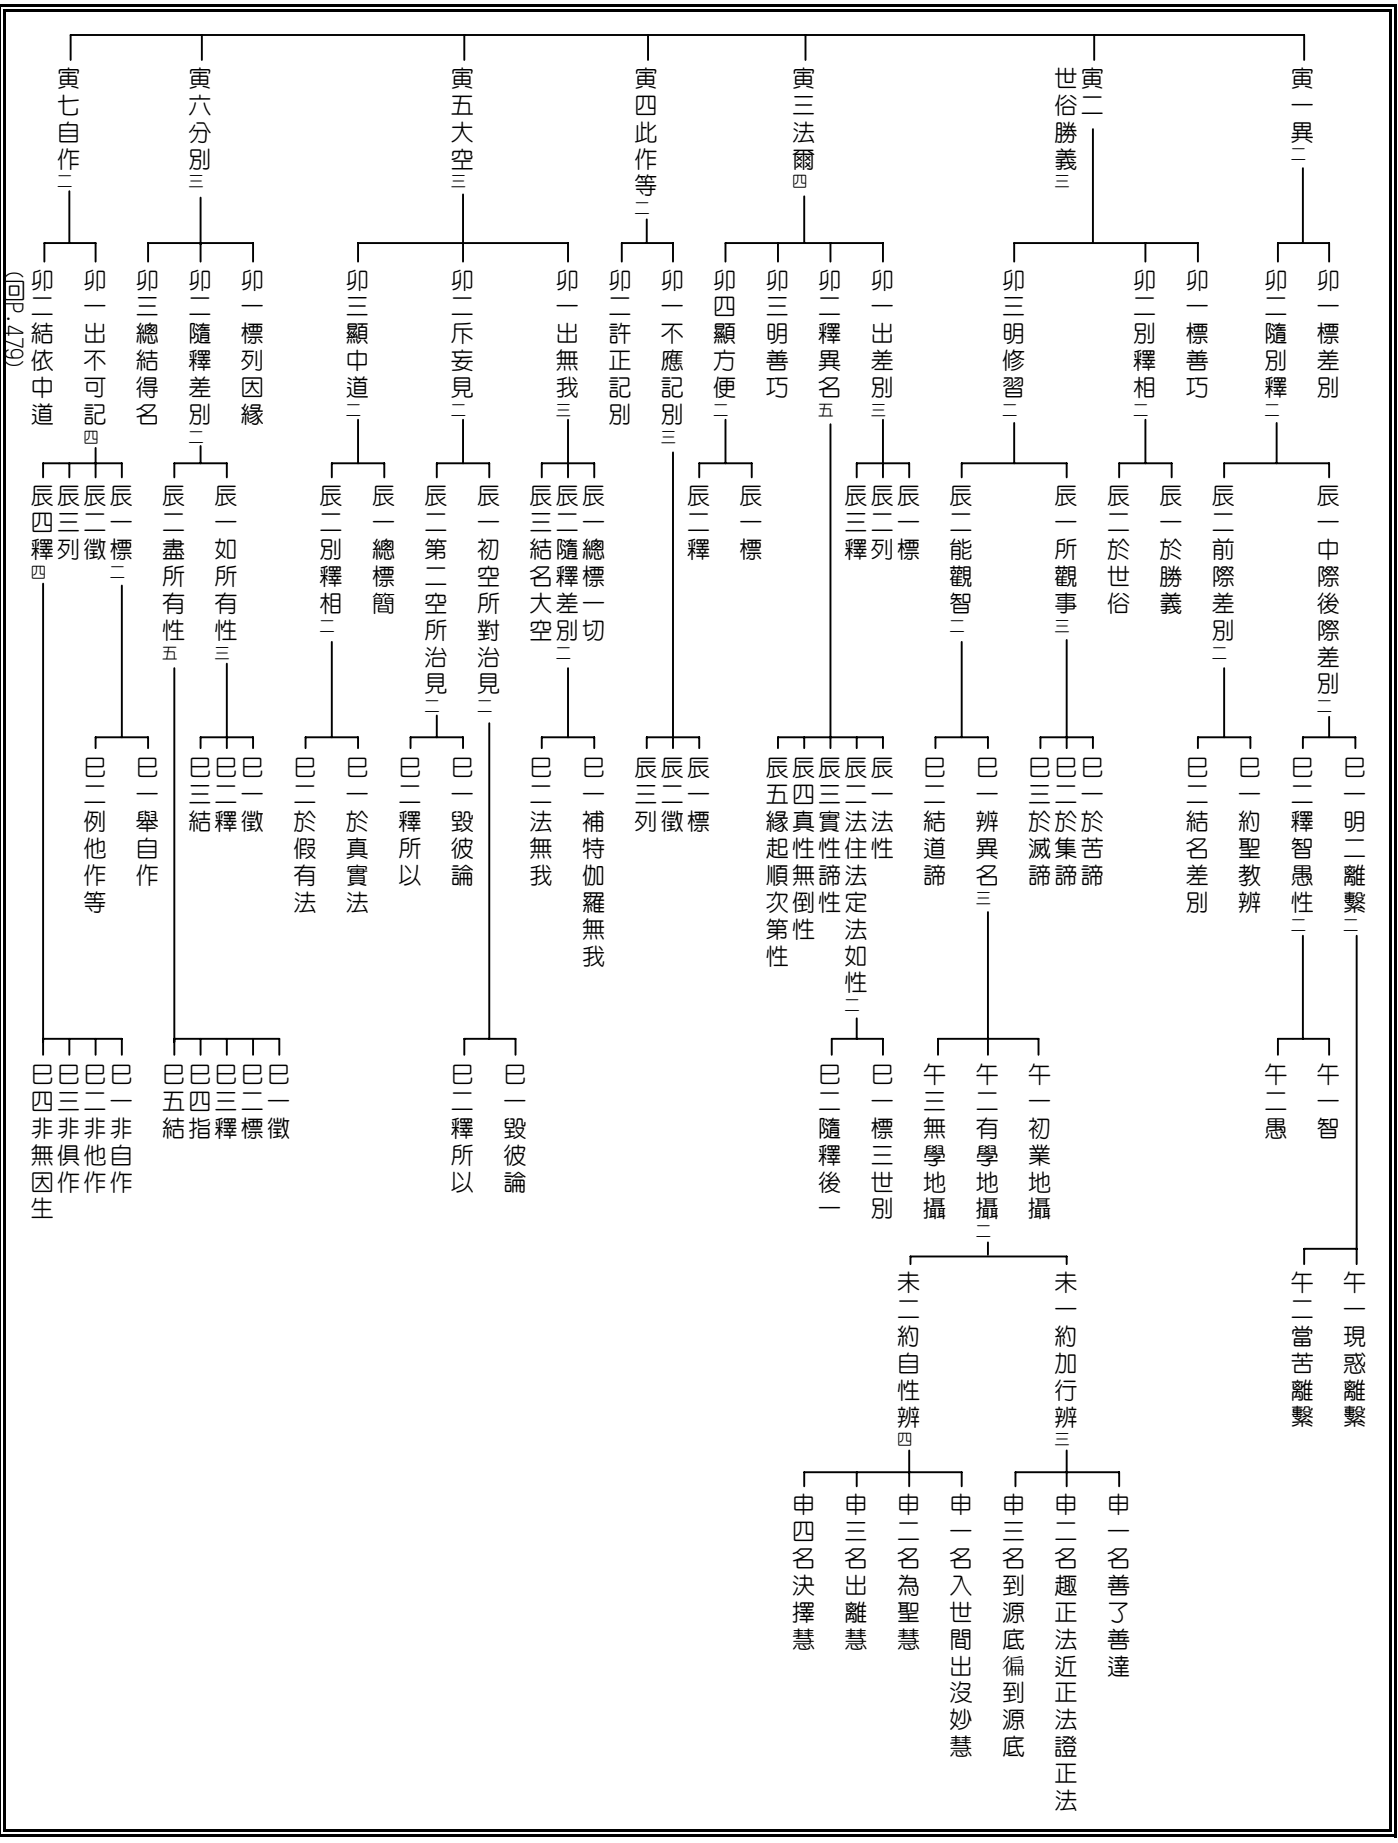 寅一異二
寅二
世俗勝義三
寅三法爾四
寅四此作等二
寅五大空三
寅六分別三
寅七自作二
卯一標差別
卯二隨別釋二
卯一標善巧
卯二別釋相二
卯三明修習二
卯一出差別三
卯二釋異名五
卯三明善巧
卯四顯方便二
卯一不應記別三
卯二許正記別
卯一出無我三
卯二斥妄見二
卯三顯中道二
卯一標列因緣
卯二隨釋差別二
卯三總結得名
卯一出不可記四
卯二結依中道
(回P.479)
辰一中際後際差別二
辰二前際差別二
辰一於勝義
辰二於世俗
辰一所觀事三
辰二能觀智二
辰一標
辰二列
辰三釋
辰一標
辰二釋
辰一總標一切
辰二隨釋差別二
辰三結名大空
辰一初空所對治見二
辰二第二空所治見二
辰一總標簡
辰二別釋相二
辰一如所有性三
辰二盡所有性五
辰一標二
辰二徵
辰三列
辰四釋四
巳一明二離繫二
巳二釋智愚性二
巳一約聖教辨
巳二結名差別
巳一於苦諦
巳二於集諦
巳三於滅諦
巳一辨異名三
巳二結道諦
辰一法性
辰二法住法定法如性二
辰三實性諦性
辰四真性無倒性
辰五緣起順次第性
辰一標
辰二徵
辰三列
巳一補特伽羅無我
巳二法無我
巳一毀彼論
巳二釋所以
巳一於真實法
巳二於假有法
巳一徵
巳二釋
巳三結
巳一舉自作
巳二例他作等
午一智
午二愚
午一初業地攝
午二有學地攝二
午三無學地攝
巳一標三世別
巳二隨釋後一
巳一毀彼論
巳二釋所以
巳一徵
巳二標
巳三釋
巳四指
巳五結
巳一非自作
巳二非他作
巳三非俱作
巳四非無因生
午一現惑離繫
午二當苦離繫
未一約加行辨三
未二約自性辨四
申一名善了善達
申二名趣正法近正法證正法
申三名到源底徧到源底
申一名入世間出沒妙慧
申二名為聖慧
申三名出離慧
申四名決擇慧